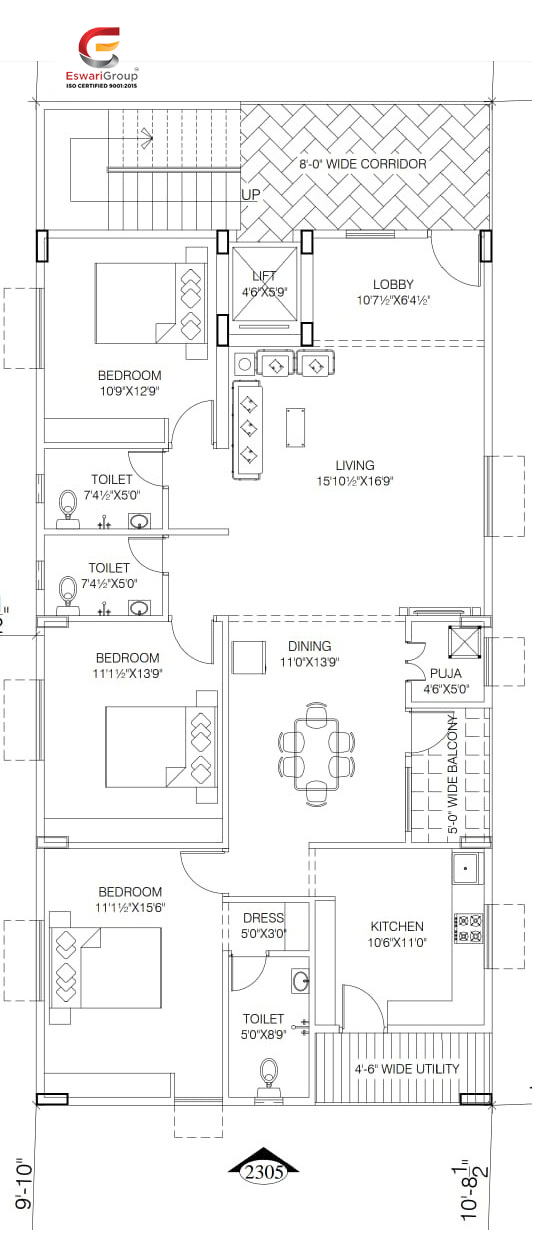 EswariGroup
ISO CERTIFIED 9001:2015
8'-0" WIDE CORRIDOR
UP
LIFT
4'6"X5'9"
LOBBY
10'7½"X6'4½"
BEDROOM
10'9"X12'9"
LIVING
15'10½"X16'9"
TOILET
7'4½"X5'0"
TOILET
7'4½"X5'0"
BEDROOM
11'1½"X13'9"
DINING
11'0"X13'9"
PUJA
4'6"X5'0"
5'-0" WIDE BALCONY
BEDROOM
11'1½"X15'6"
DRESS
5'0"X3'0"
KITCHEN
10'6"X11'0"
TOILET
5'0"X8'9"
4'-6" WIDE UTILITY
9'-10"
2305
10'-8½"